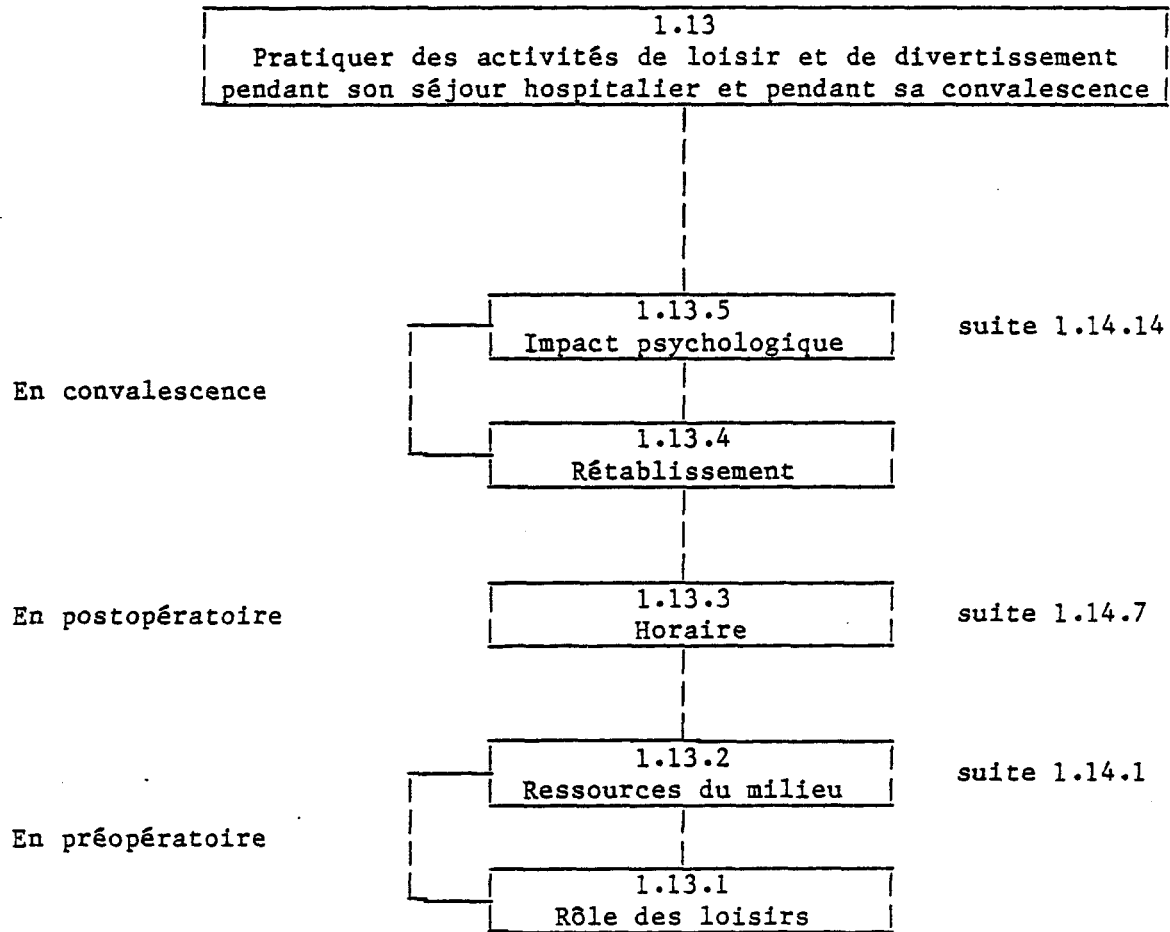 1.13
Pratiquer des activités de loisir et de divertissement
pendant son séjour hospitalier et pendant sa convalescence
1.13.5
Impact psychologique
suite 1.14.14
En convalescence
1.13.4
Rétablissement
En postopératoire
1.13.3
Horaire
suite 1.14.7
1.13.2
Ressources du milieu
suite 1.14.1
En préopératoire
1.13.1
Rôle des loisirs